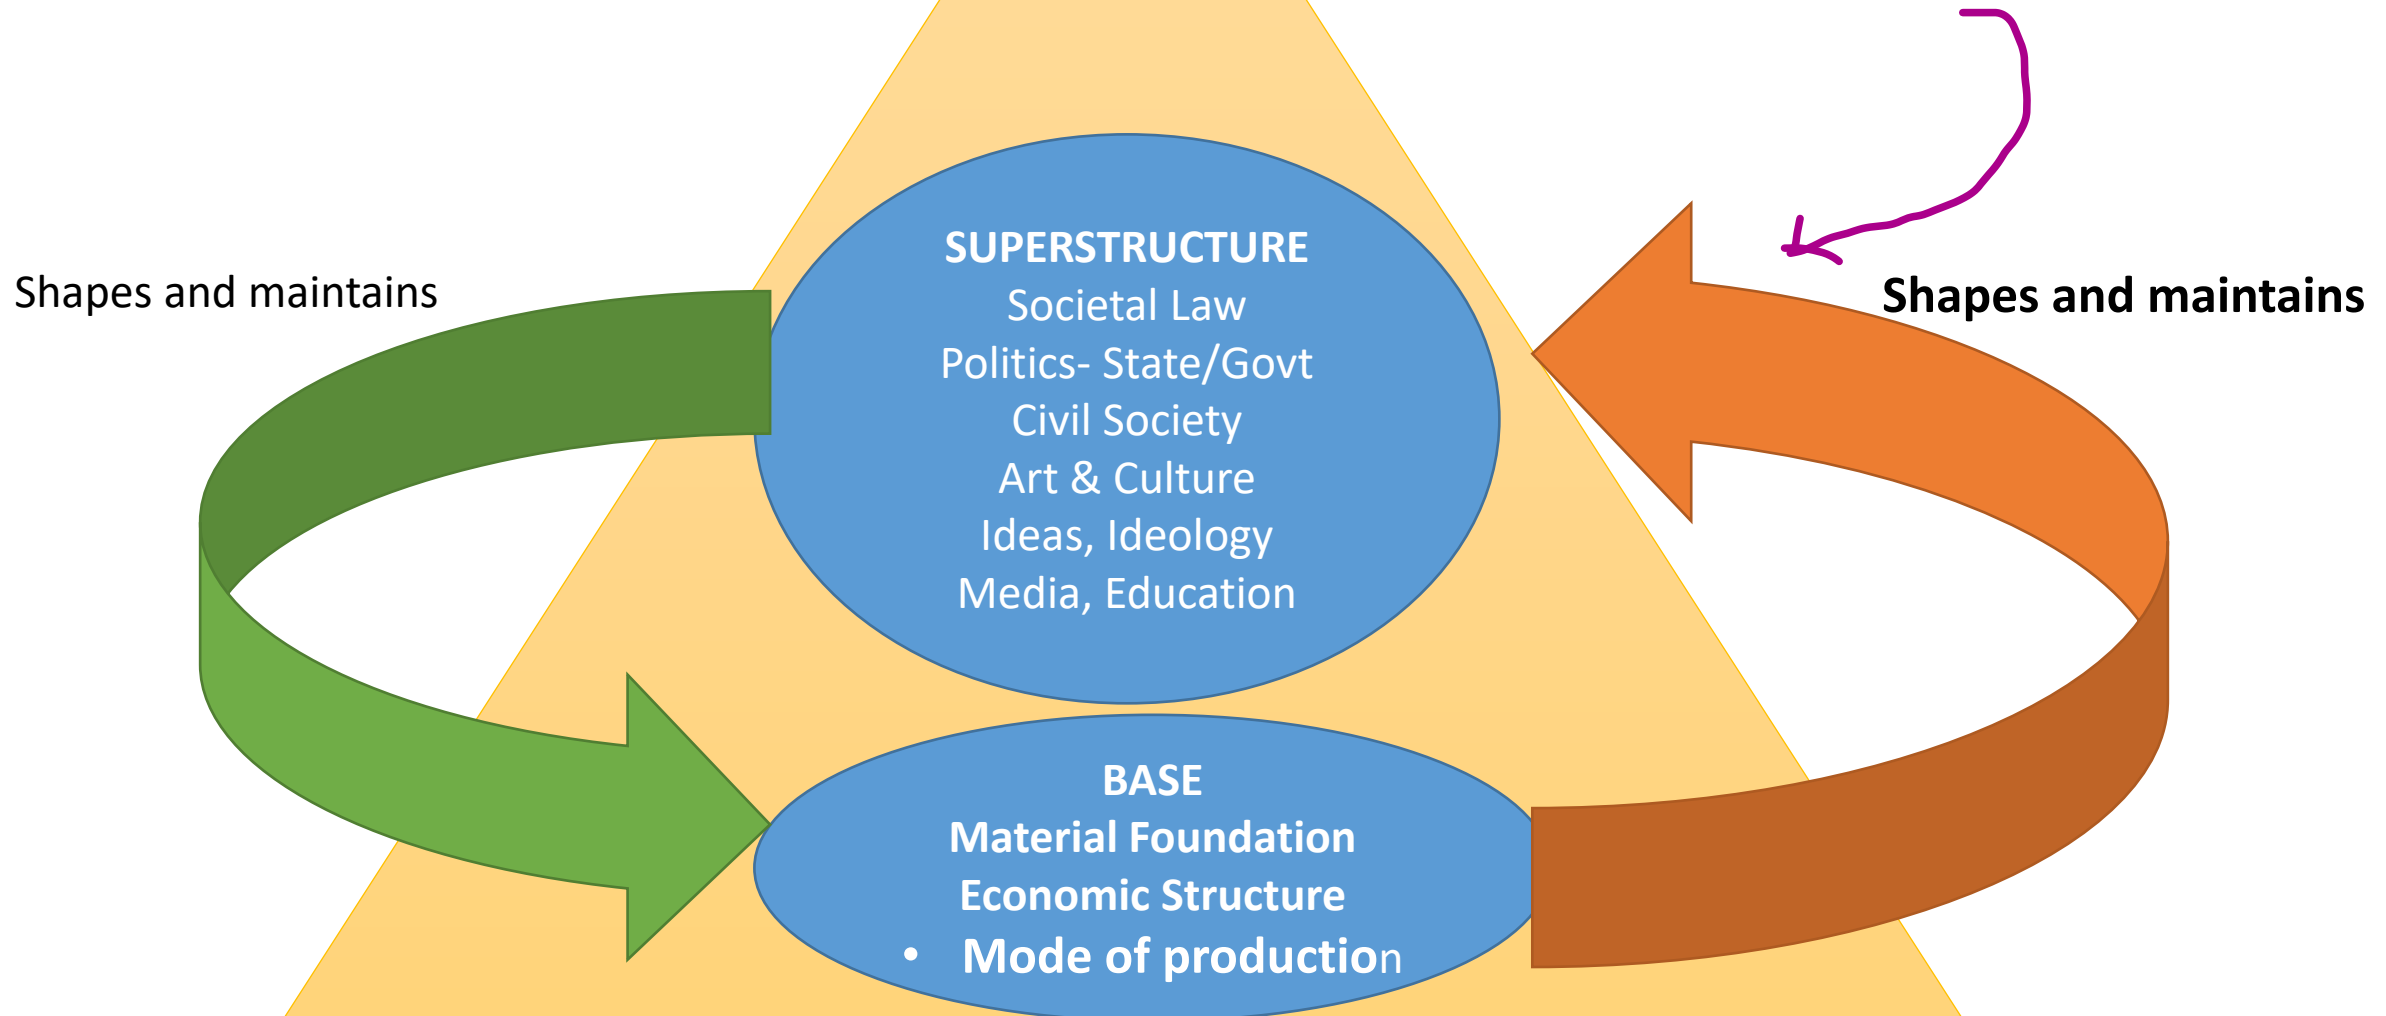 SUPERSTRUCTURE
Societal Law
Politics- State/Govt
Civil Society
Art & Culture
Ideas, Ideology
Media, Education
Shapes and maintains
Shapes and maintains
BASE
Material Foundation
Economic Structure
• Mode of production